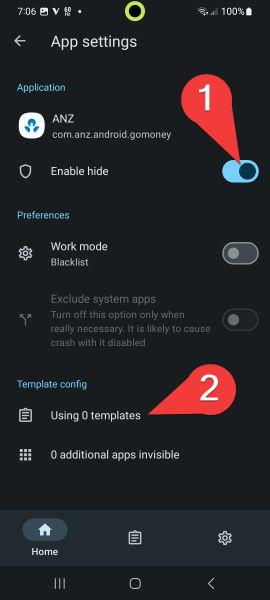 7:06
100%
App settings
Application
ANZ
com.anz.android.gomoney
1
Enable hide
Preferences
Work mode
Blacklist
Exclude system apps
Turn off this option only when
really necessary. It is likely to cause
crash with it disabled
Template config
2
Using 0 templates
0 additional apps invisible
Home